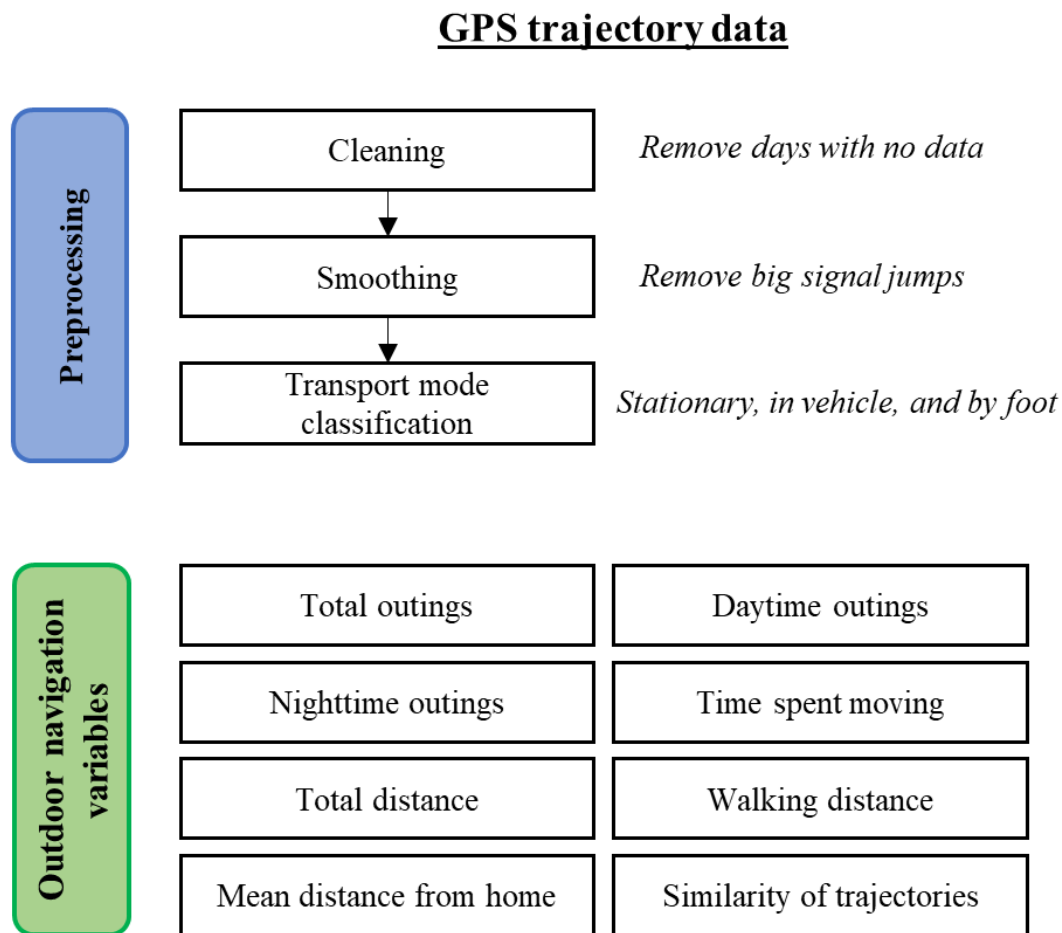 GPS trajectory data
Preprocessing
Cleaning
Remove days with no data
Smoothing
Remove big signal jumps
Transport mode
classification
Stationary, in vehicle, and by foot
Outdoor navigation
variables
Total outings
Daytime outings
Nighttime outings
Time spent moving
Total distance
Walking distance
Mean distance from home
Similarity of trajectories